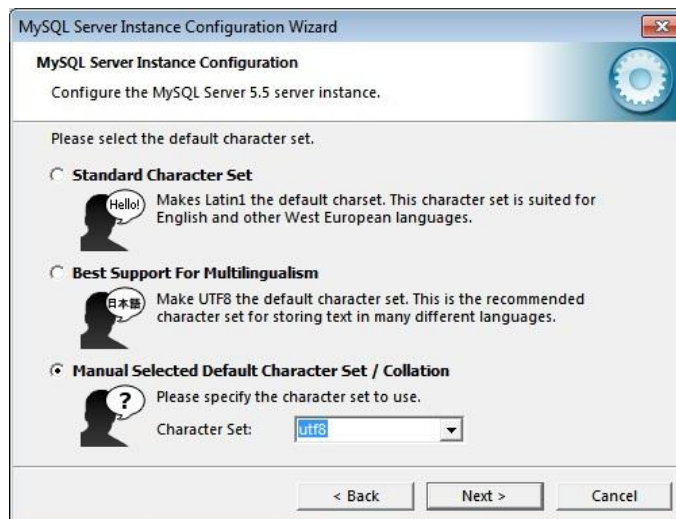 MySQL Server Instance Configuration Wizard
MySQL Server Instance Configuration
Configure the MySQL Server 5.5 server instance.
Please select the default character set.
Standard Character Set
Hello!
Makes Latin1 the default charset. This character set is suited for
English and other West European languages.
Best Support For Multilingualism
日本語
Make UTF8 the default character set. This is the recommended
character set for storing text in many different languages.
Manual Selected Default Character Set / Collation
?
Please specify the character set to use.
Character Set: utf8
< Back Next > Cancel